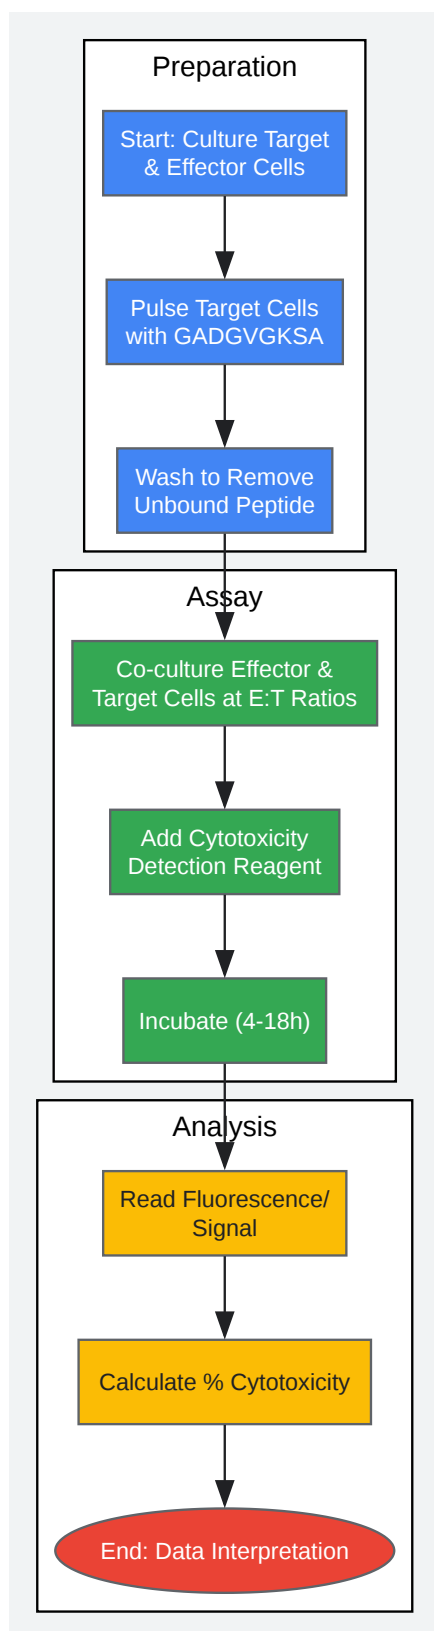 Preparation
Start: Culture Target
& Effector Cells
Pulse Target Cells
with GADGVGKSA
Wash to Remove
Unbound Peptide
Assay
Co-culture Effector &
Target Cells at E:T Ratios
Add Cytotoxicity
Detection Reagent
Incubate (4-18h)
Analysis
Read Fluorescence/
Signal
Calculate % Cytotoxicity
End: Data Interpretation